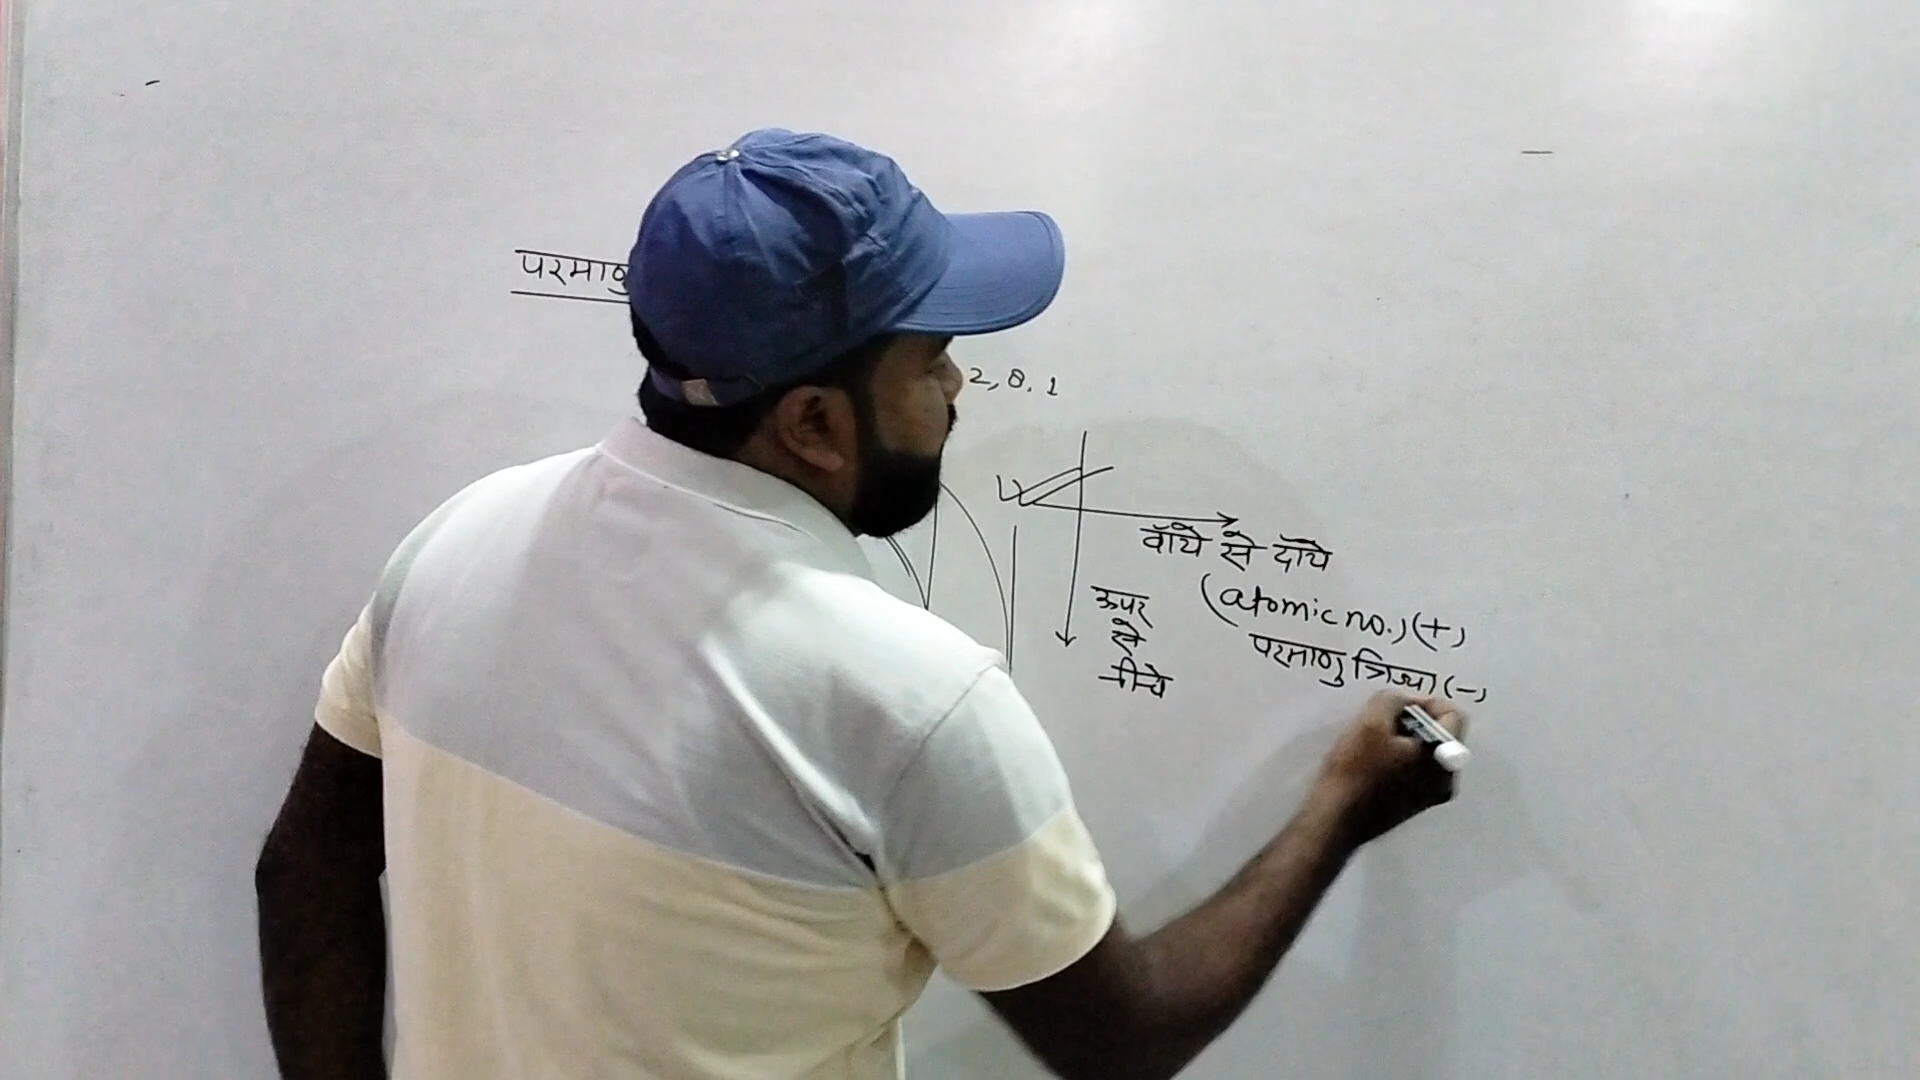 परमाणु
2, 8, 1
बाँये से दाँये
(atomic no.) (+)
परमाणु त्रिज्या (-)
ऊपर
से
नीचे